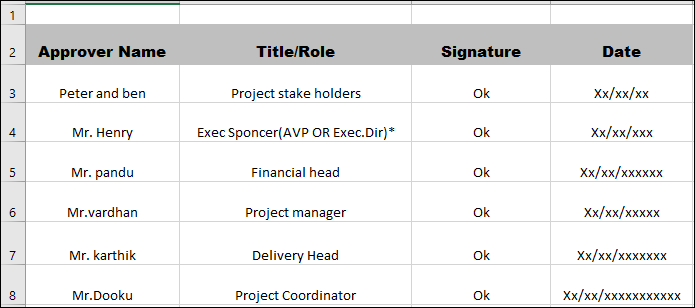 1
2 Approver Name Title/Role Signature Date
3 Peter and ben Project stake holders Ok Xx/xx/xx
4 Mr. Henry Exec Sponcer(AVP OR Exec.Dir)* Ok Xx/xx/xxx
5 Mr. pandu Financial head Ok Xx/xx/xxxxxx
6 Mr.vardhan Project manager Ok Xx/xx/xxxxx
7 Mr. karthik Delivery Head Ok Xx/xx/xxxxxxx
8 Mr.Dooku Project Coordinator Ok Xx/xx/xxxxxxxxxxx